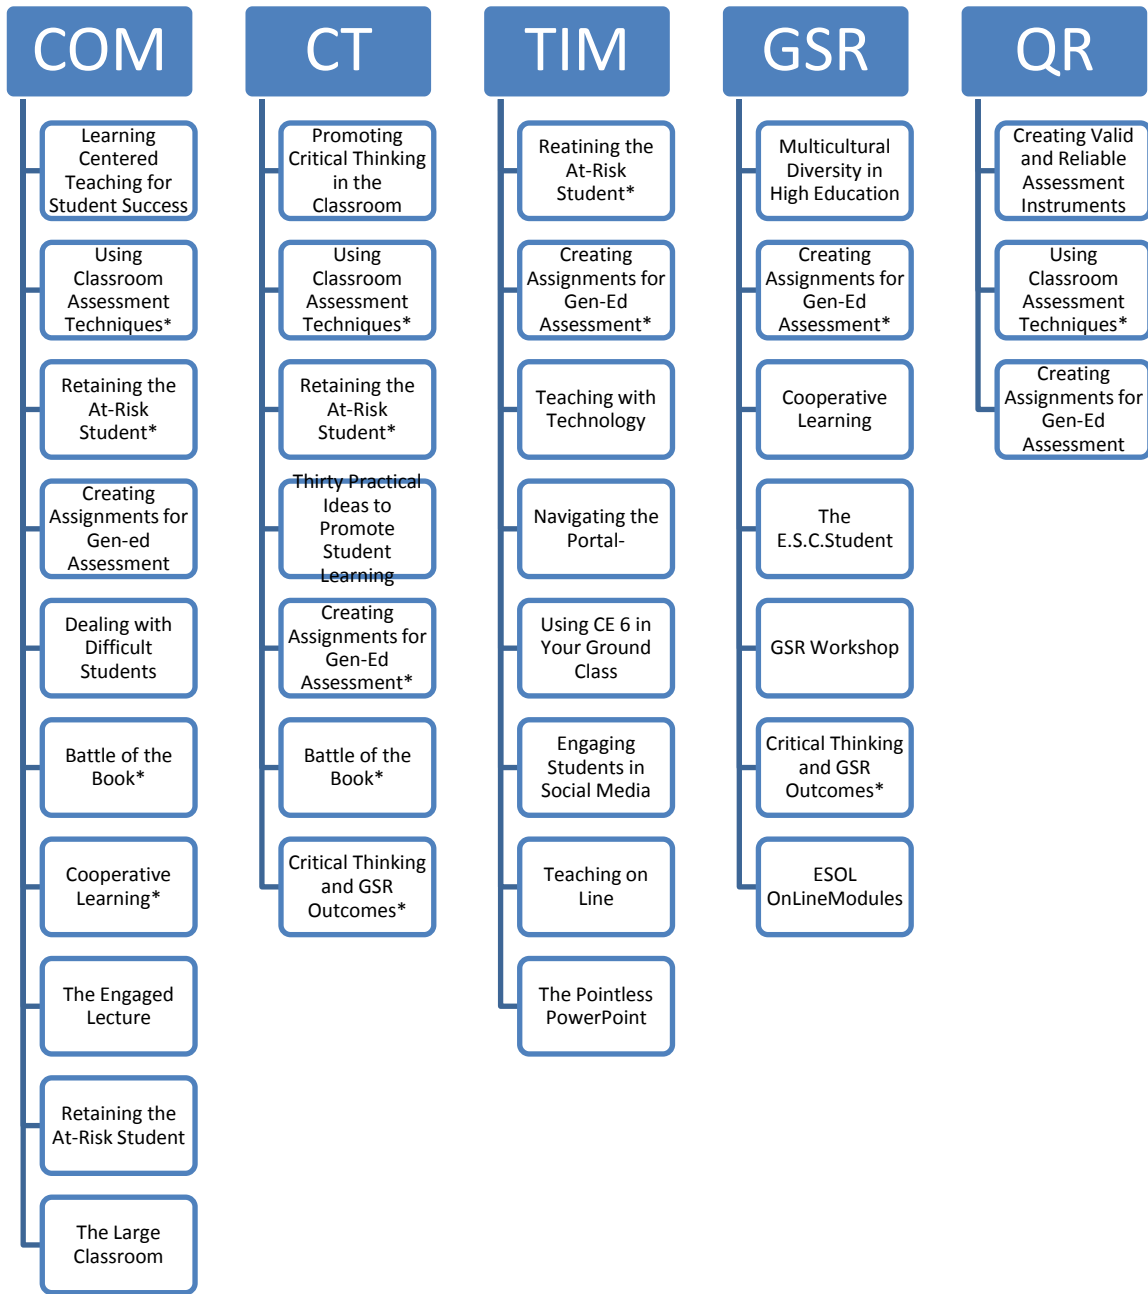 COM
Learning
Centered
Teaching for
Student Success
Using
Classroom
Assessment
Techniques*
Retaining the
At-Risk
Student*
Creating
Assignments for
Gen-ed
Assessment
Dealing with
Difficult
Students
Battle of the
Book*
Cooperative
Learning*
The Engaged
Lecture
Retaining the
At-Risk Student
The Large
Classroom
CT
Promoting
Critical Thinking
in the
Classroom
Using
Classroom
Assessment
Techniques*
Retaining the
At-Risk
Student*
Thirty Practical
Ideas to
Promote
Student
Learning
Creating
Assignments for
Gen-Ed
Assessment*
Battle of the
Book*
Critical Thinking
and GSR
Outcomes*
TIM
Reatining the
At-Risk
Student*
Creating
Assignments for
Gen-Ed
Assessment*
Teaching with
Technology
Navigating the
Portal-
Using CE 6 in
Your Ground
Class
Engaging
Students in
Social Media
Teaching on
Line
The Pointless
PowerPoint
GSR
Multicultural
Diversity in
High Education
Creating
Assignments for
Gen-Ed
Assessment*
Cooperative
Learning
The
E.S.C.Student
GSR Workshop
Critical Thinking
and GSR
Outcomes*
ESOL
OnLineModules
QR
Creating Valid
and Reliable
Assessment
Instruments
Using
Classroom
Assessment
Techniques*
Creating
Assignments for
Gen-Ed
Assessment